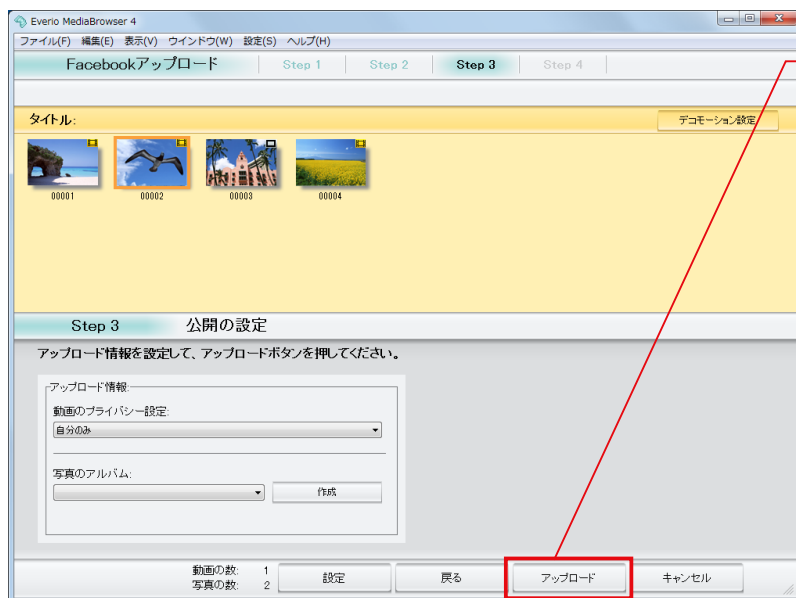 Everio MediaBrowser 4
ファイル(F) 編集(E) 表示(V) ウインドウ(W) 設定(S) ヘルプ(H)
Facebookアップロード Step 1 Step 2 Step 3 Step 4
タイトル: デコモーション設定
00001 00002 00003 00004
Step 3 公開の設定
アップロード情報を設定して、アップロードボタンを押してください。
アップロード情報:
動画のプライバシー設定:
自分のみ
写真のアルバム:
作成
動画の数: 1
写真の数: 2
設定 戻る アップロード キャンセル